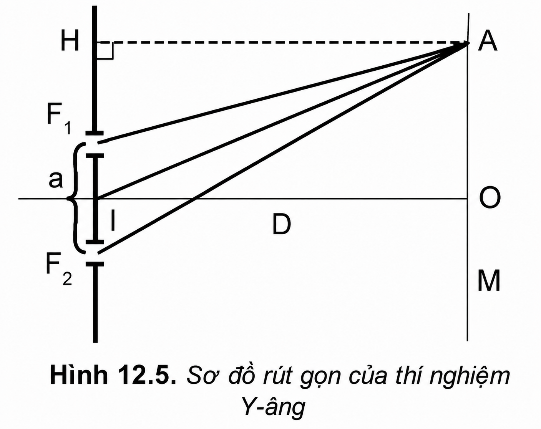 H
A
F₁
a
I
O
D
F₂
M
Hình 12.5. Sơ đồ rút gọn của thí nghiệm
Y-âng